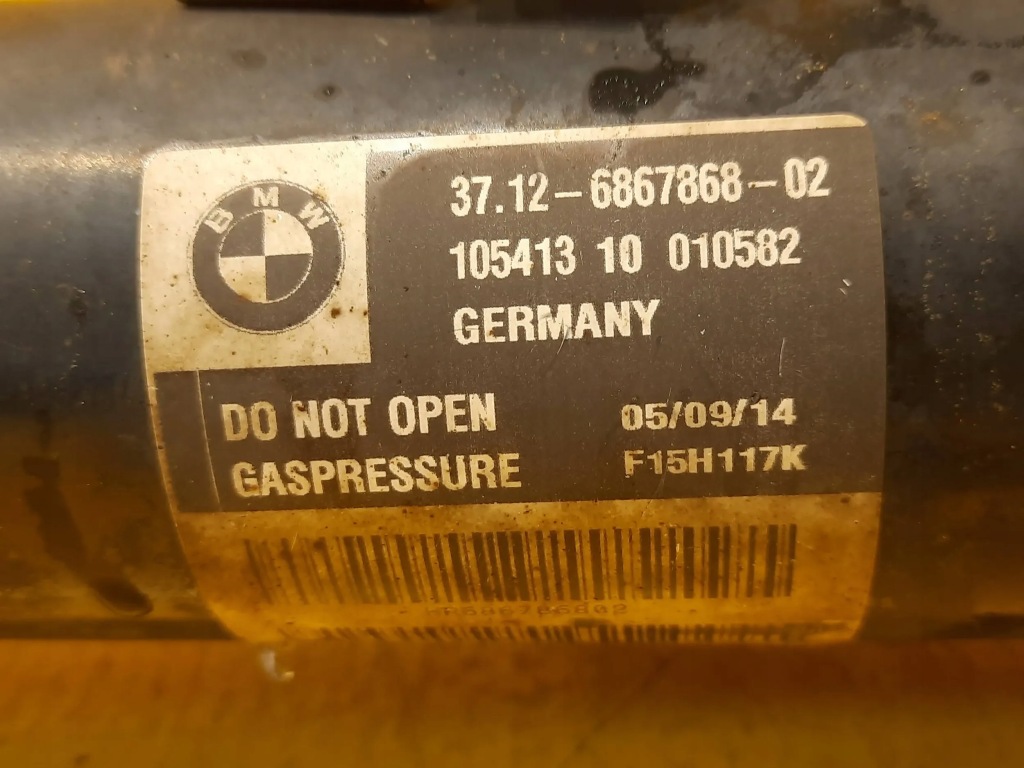 BMW
37.12-6867868-02
105413 10 010582
GERMANY
DO NOT OPEN
05/09/14
GASPRESSURE
F15H117K